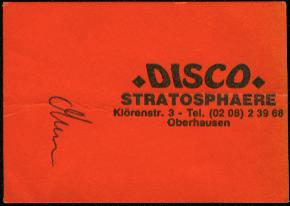 DISCO
STRATOSPHAERE
Klörenstr. 3 - Tel. (02 08) 2 39 68
Oberhausen